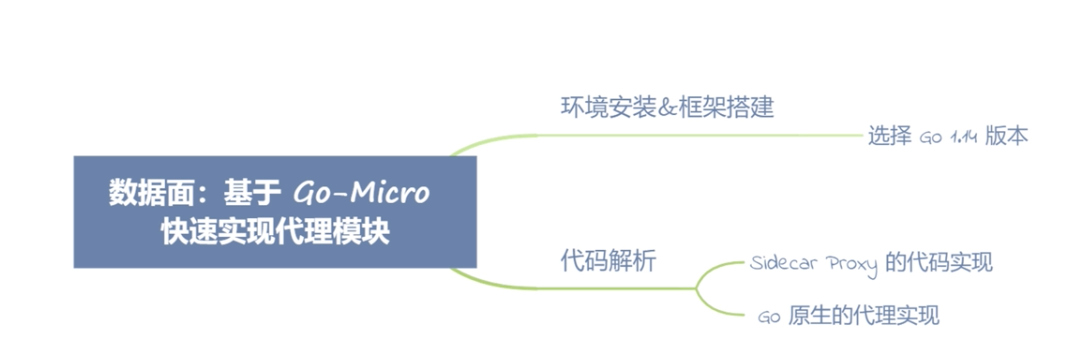 环境安装&框架搭建
选择 Go 1.14 版本
数据面：基于 Go-Micro
快速实现代理模块
代码解析
Sidecar Proxy 的代码实现
Go 原生的代理实现